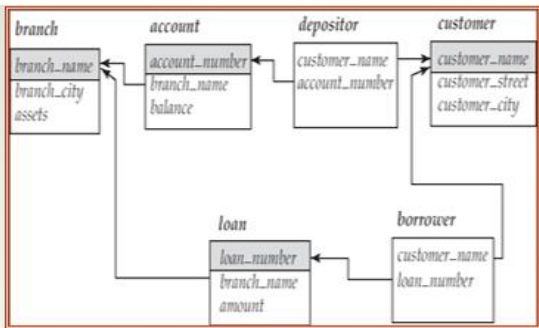 branch
branch_name
branch_city
assets
account
account_number
branch_name
balance
depositor
customer_name
account_number
customer
customer_name
customer_street
customer_city
loan
loan_number
branch_name
amount
borrower
customer_name
loan_number